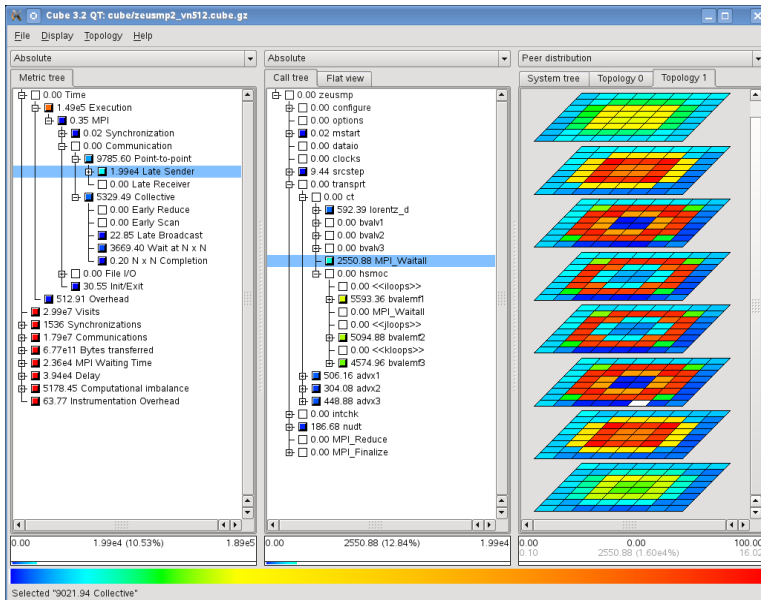 Cube 3.2 QT: cube/zeusmp2_vn512.cube.gz
File Display Topology Help
Absolute
Absolute
Peer distribution
Metric tree
Call tree
Flat view
System tree
Topology 0
Topology 1
0.00 Time
1.49e5 Execution
0.35 MPI
0.02 Synchronization
0.00 Communication
9785.60 Point-to-point
1.99e4 Late Sender
0.00 Late Receiver
5329.49 Collective
0.00 Early Reduce
0.00 Early Scan
22.85 Late Broadcast
3669.40 Wait at N x N
0.20 N x N Completion
0.00 File I/O
30.55 Init/Exit
512.91 Overhead
2.99e7 Visits
1536 Synchronizations
1.79e7 Communications
6.77e11 Bytes transferred
2.36e4 MPI Waiting Time
3.94e4 Delay
5178.45 Computational imbalance
63.77 Instrumentation Overhead
0.00 zeusmp
0.00 configure
0.00 options
0.02 mstart
0.00 dataio
0.00 clocks
9.44 srcstep
0.00 transprt
0.00 ct
592.39 lorentz_d
0.00 bvalv1
0.00 bvalv2
0.00 bvalv3
2550.88 MPI_Waitall
0.00 hsmoc
0.00 <<iloops>>
5593.36 bvalemf1
0.00 MPI_Waitall
0.00 <<jloops>>
5094.88 bvalemf2
0.00 <<kloops>>
4574.96 bvalemf3
506.16 advx1
304.08 advx2
448.88 advx3
0.00 intchk
186.68 nudt
0.00 MPI_Reduce
0.00 MPI_Finalize
0.00 1.99e4 (10.53%) 1.89e5
0.00 2550.88 (12.84%) 1.99e4
0.00 0.00 100.00
0.10 2550.88 (1.60e4%) 16.02
Selected "9021.94 Collective"